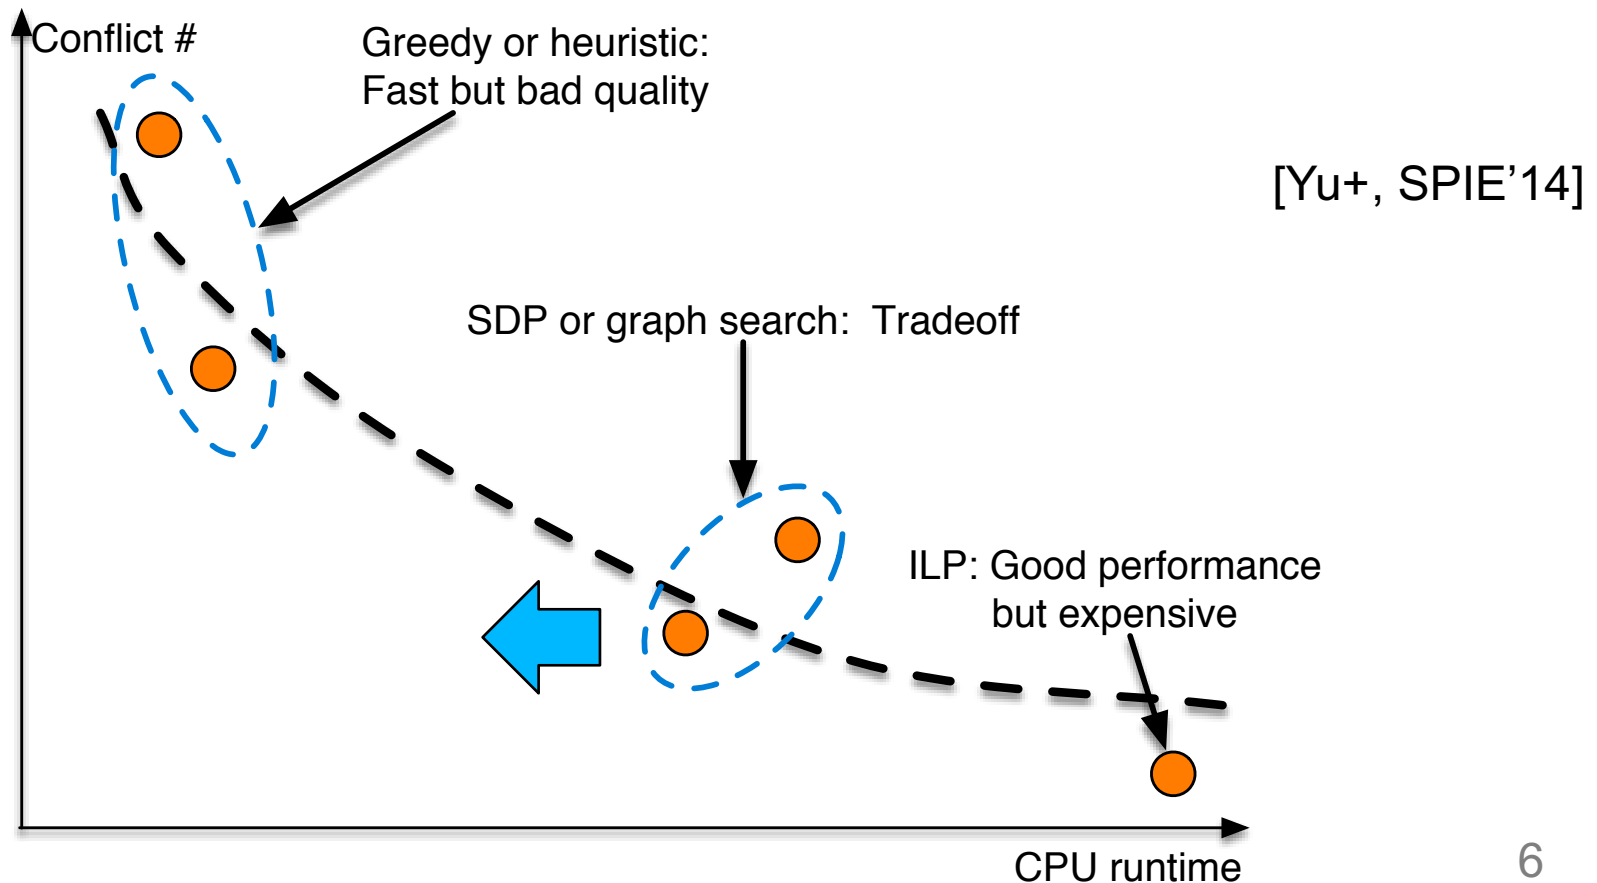 Conflict #
Greedy or heuristic:
Fast but bad quality
[Yu+, SPIE’14]
SDP or graph search:  Tradeoff
ILP: Good performance
but expensive
CPU runtime
6